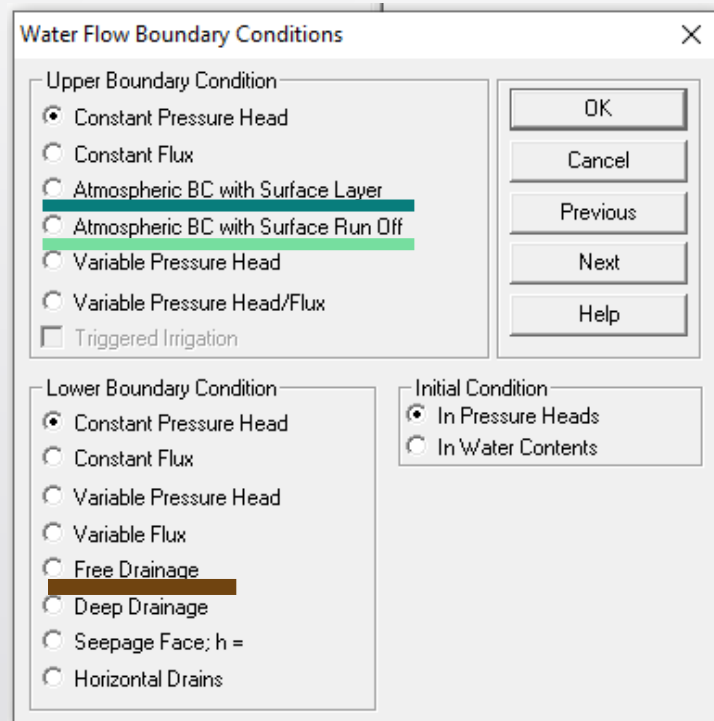 Water Flow Boundary Conditions
Upper Boundary Condition
Constant Pressure Head
Constant Flux
Atmospheric BC with Surface Layer
Atmospheric BC with Surface Run Off
Variable Pressure Head
Variable Pressure Head/Flux
Triggered Irrigation
OK
Cancel
Previous
Next
Help
Lower Boundary Condition
Constant Pressure Head
Constant Flux
Variable Pressure Head
Variable Flux
Free Drainage
Deep Drainage
Seepage Face; h =
Horizontal Drains
Initial Condition
In Pressure Heads
In Water Contents